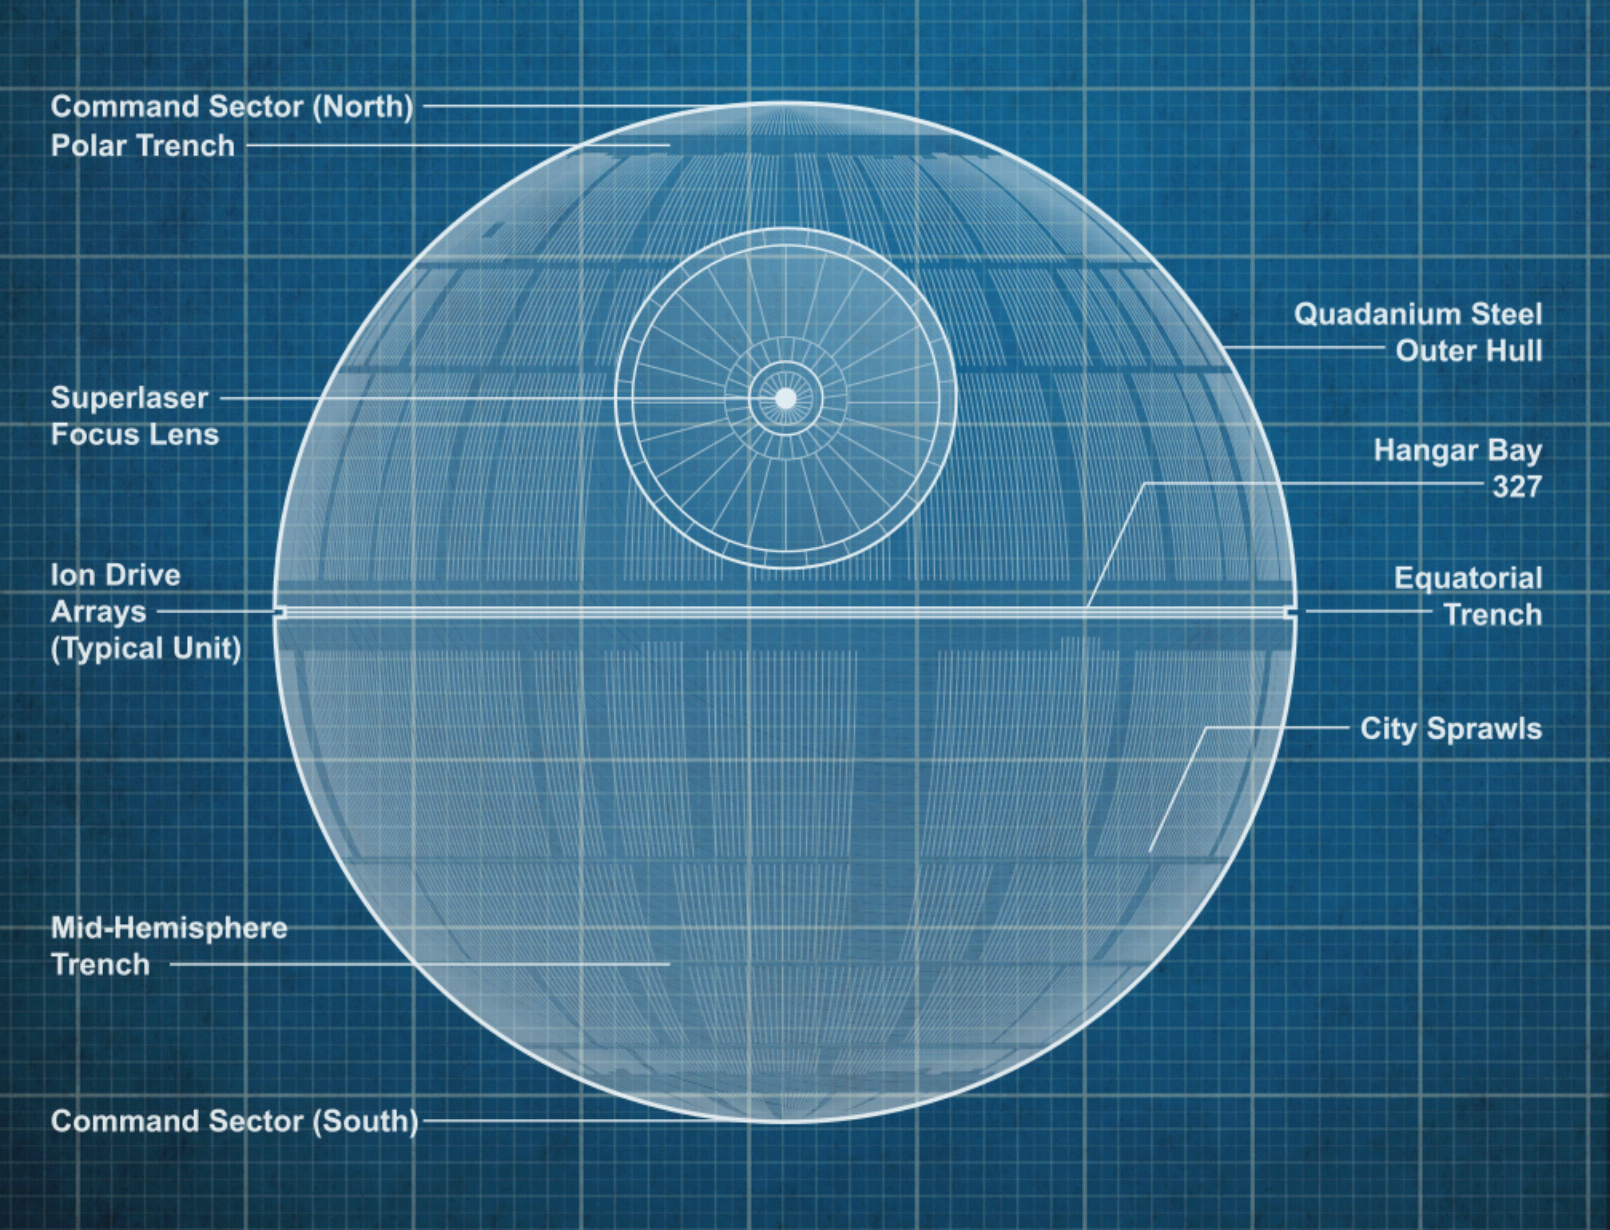 Command Sector (North)
Polar Trench
Superlaser
Focus Lens
Ion Drive
Arrays
(Typical Unit)
Mid-Hemisphere
Trench
Command Sector (South)
Quadanium Steel
Outer Hull
Hangar Bay
327
Equatorial
Trench
City Sprawls